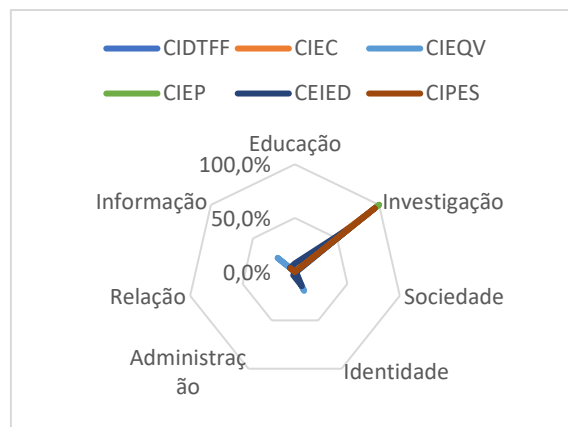 CIDTFF CIEC CIEQV
CIEP CEIED CIPES
Educação
100,0%
Informação
Investigação
50,0%
0,0%
Relação
Sociedade
Administraç
ão
Identidade